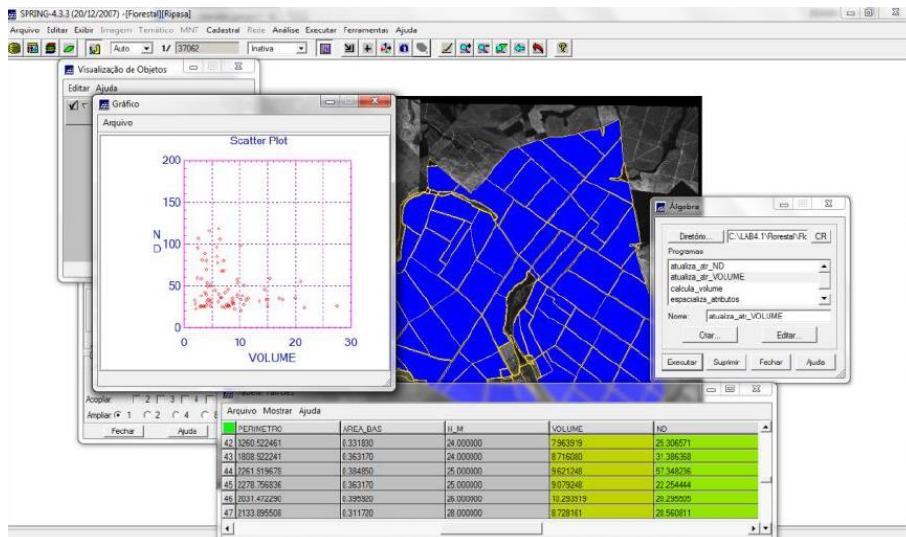 SPRING-4.3.3 (20/12/2007) -[Florestal][Ripasa]
Arquivo Editar Exibir Imagem Temático MNT Cadastral Rede Análise Executar Ferramentas Ajuda
Auto 1/ 37062 Inativa
Visualização de Objetos
Editar Ajuda
Gráfico
Arquivo
Scatter Plot
200
150
ND
100
50
0
0 10 20 30
VOLUME
Álgebra
Diretório... C:\LAB4.1\Florestal\Flc CR
Programas
atualiza_atr_ND
atualiza_atr_VOLUME
calcula_volume
espacializa_atributos
Nome: atualiza_atr_VOLUME
Criar... Editar...
Executar Suprimir Fechar Ajuda
Acoplar 2 3 4
Ampliar 1 2 4 8
Fechar Ajuda
Arquivo Mostrar Ajuda
PERIMETRO AREA_BAS H_M VOLUME ND
42 3260.522461 0.331830 24.000000 7.963919 25.306571
43 1808.522241 0.363170 24.000000 8.716080 31.386368
44 2261.919678 0.384850 25.000000 9.621248 57.348236
45 2278.756836 0.363170 25.000000 9.079248 22.254444
46 2031.472290 0.395920 26.000000 10.293919 28.295505
47 2133.895508 0.311720 28.000000 8.728161 28.560811